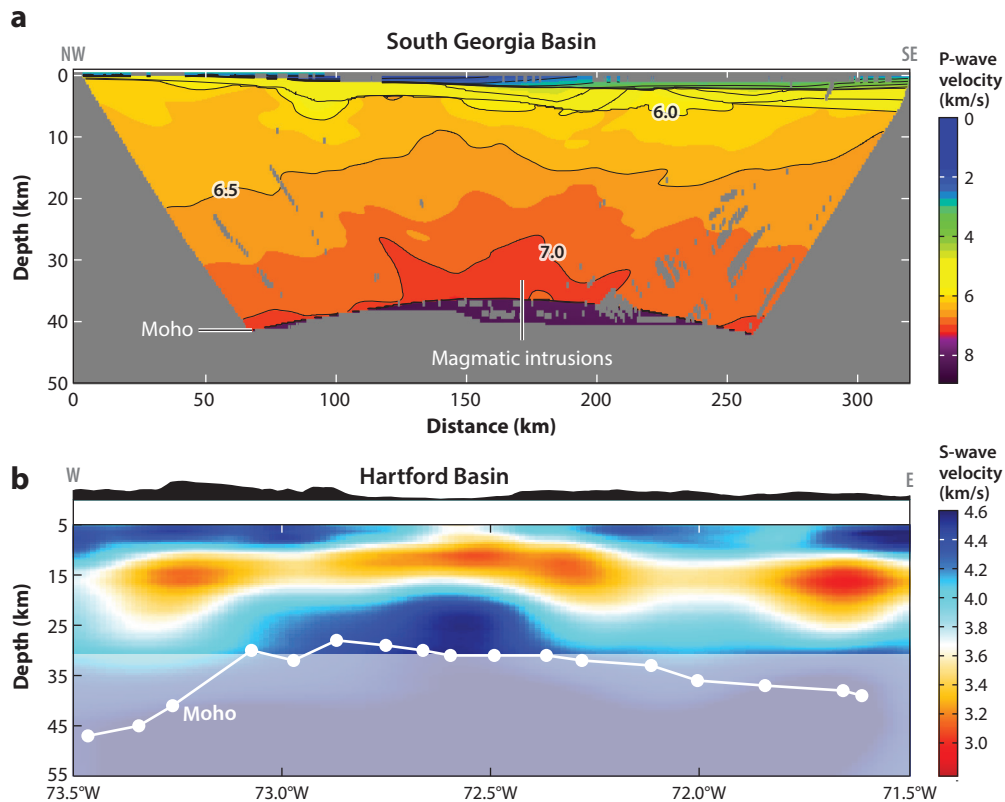 a
NW
South Georgia Basin
SE
P-wave
velocity
(km/s)
0
10
20
30
40
50
Depth (km)
6.0
6.5
7.0
Moho
Magmatic intrusions
0
2
4
6
8
0
50
100
150
200
250
300
Distance (km)
b
W
Hartford Basin
E
S-wave
velocity
(km/s)
5
15
25
35
45
55
Depth (km)
Moho
4.6
4.4
4.2
4.0
3.8
3.6
3.4
3.2
3.0
73.5°W
73.0°W
72.5°W
72.0°W
71.5°W